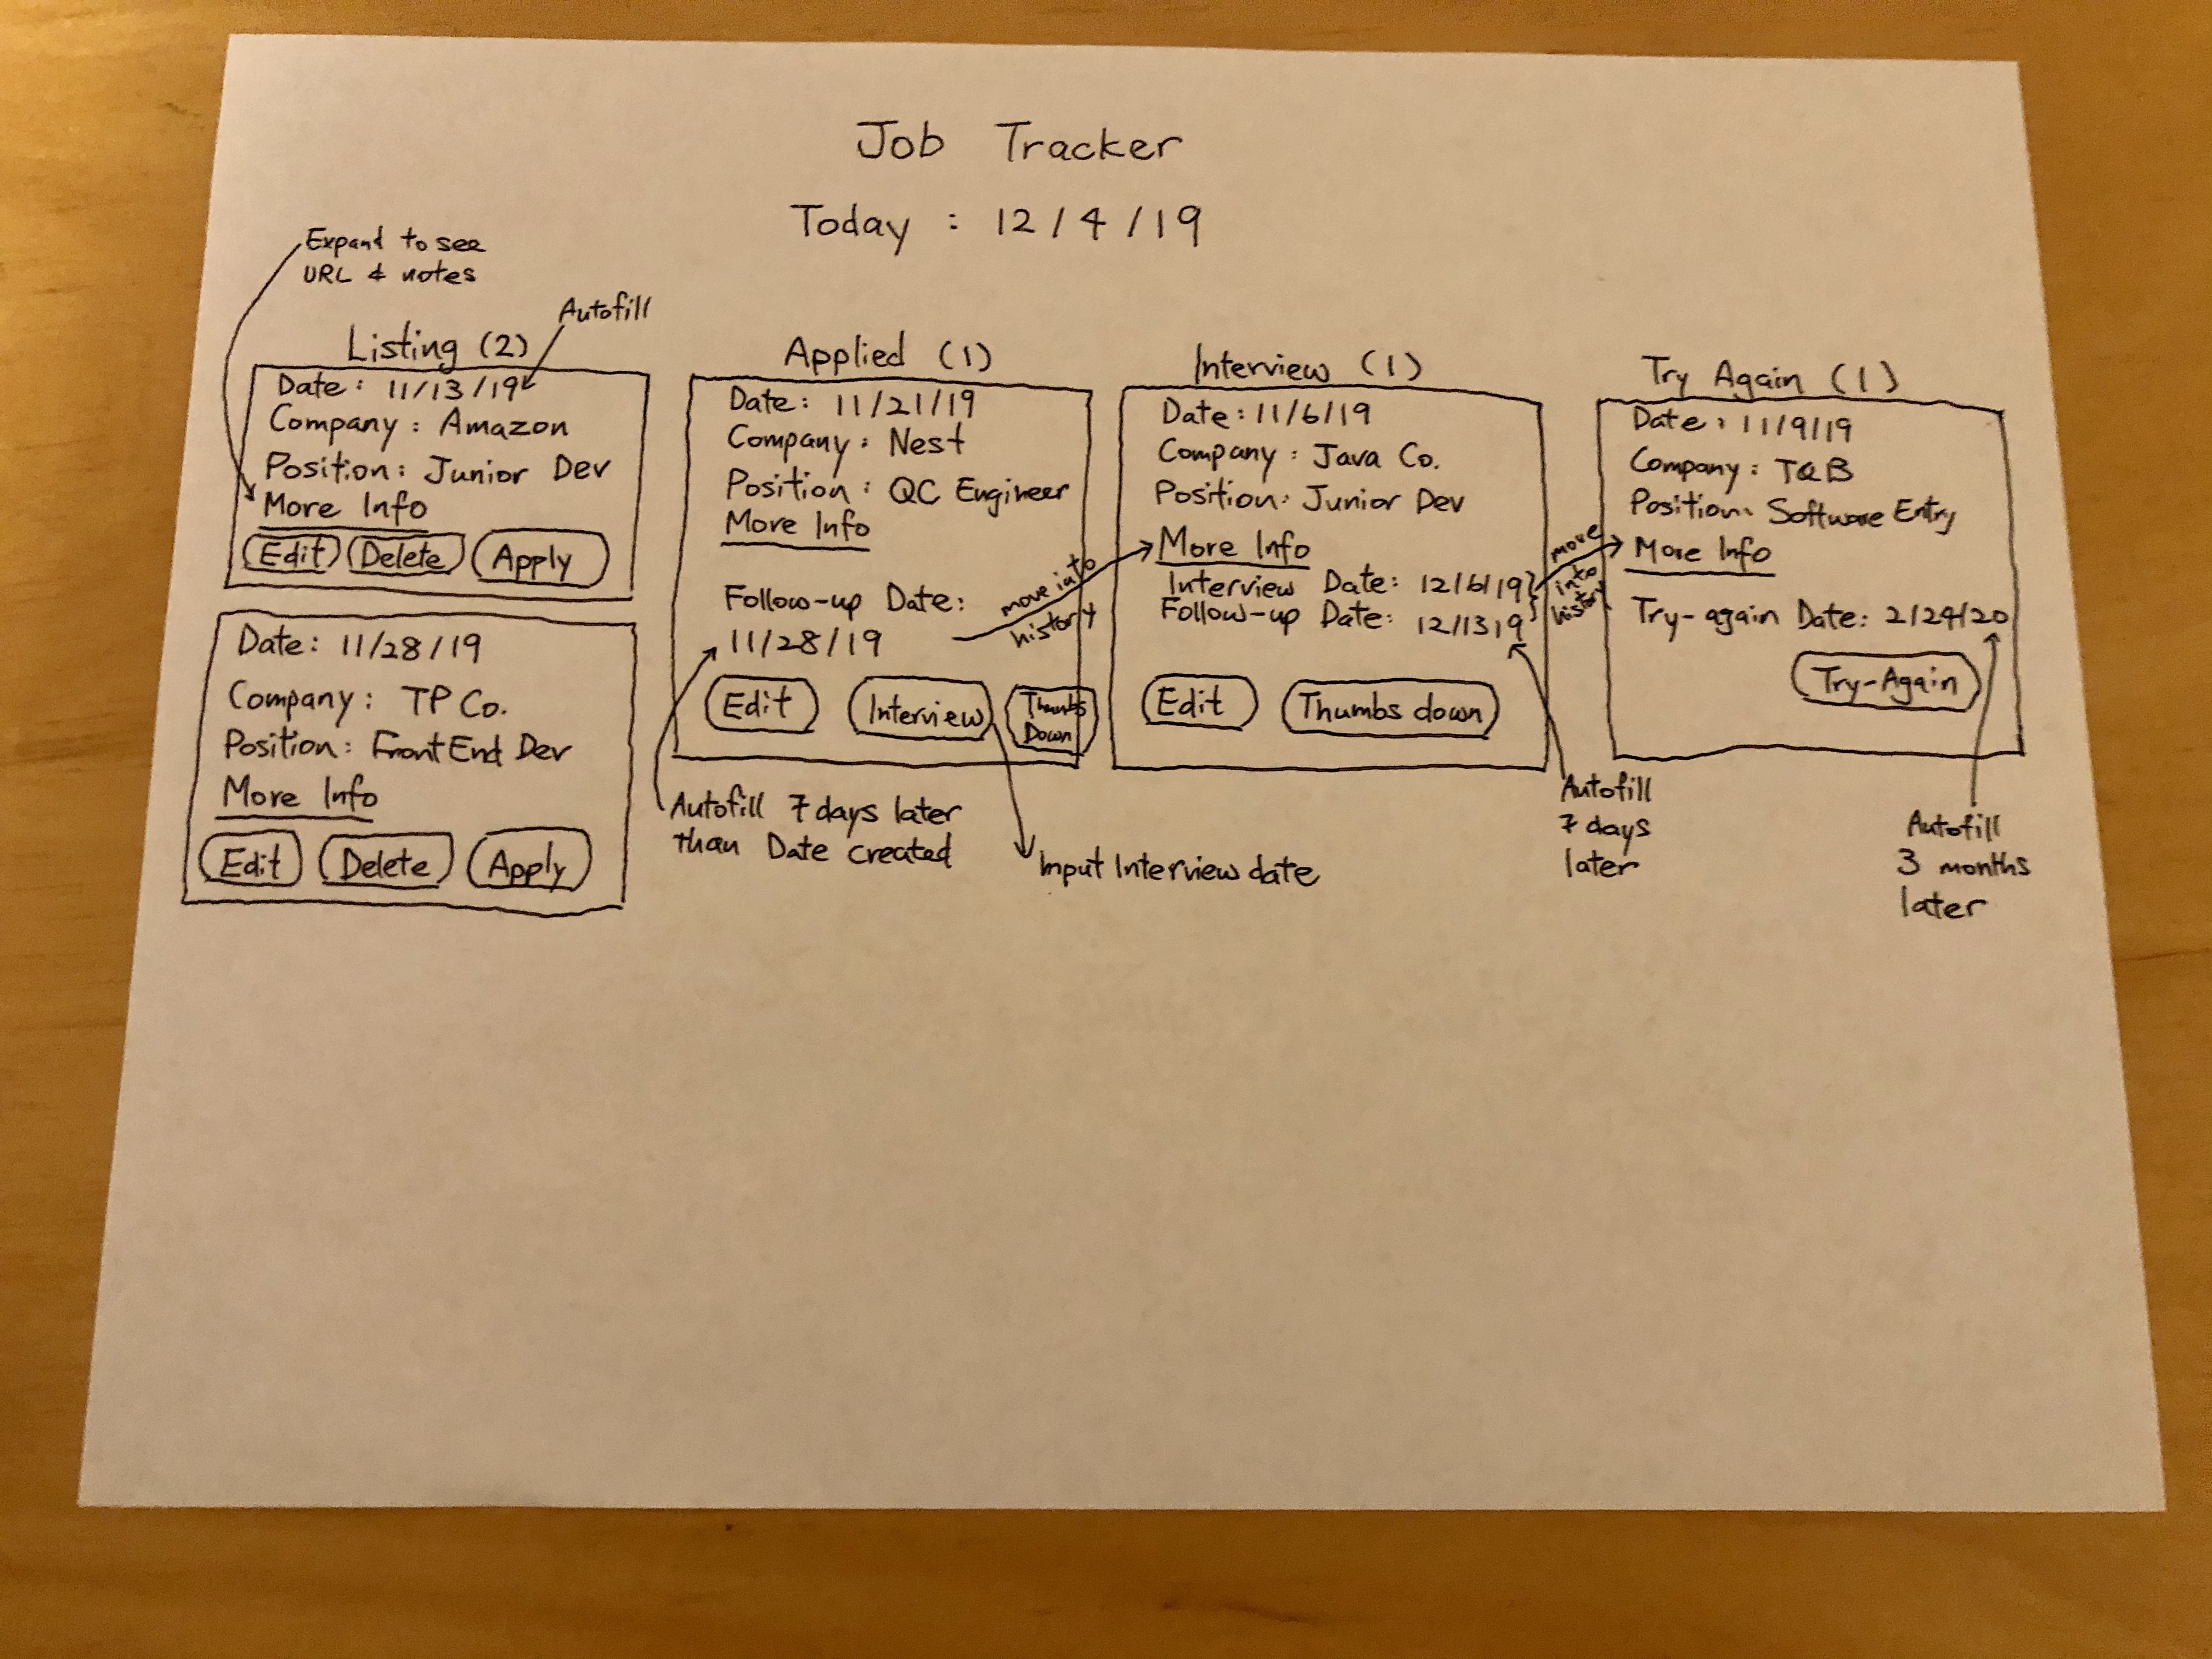 Job Tracker
Today : 12/4/19
Expand to see
URL & notes
Autofill
Listing (2)
Date: 11/13/19
Company: Amazon
Position: Junior Dev
More Info
Edit Delete Apply
Date: 11/28/19
Company: TP Co.
Position: Front End Dev
More Info
Edit Delete Apply
Applied (1)
Date: 11/21/19
Company: Nest
Position: QC Engineer
More Info
Follow-up Date:
11/28/19
move into
history
Edit Interview Thumbs
Down
Autofill 7 days later
than Date created
Input Interview date
Interview (1)
Date: 11/6/19
Company: Java Co.
Position: Junior Dev
More Info
Interview Date: 12/6/19
Follow-up Date: 12/13/19
move
into
history
Edit Thumbs down
Autofill
7 days
later
Try Again (1)
Date: 11/9/19
Company: TQB
Position: Software Entry
More Info
Try-again Date: 2/24/20
Try-Again
Autofill
3 months
later